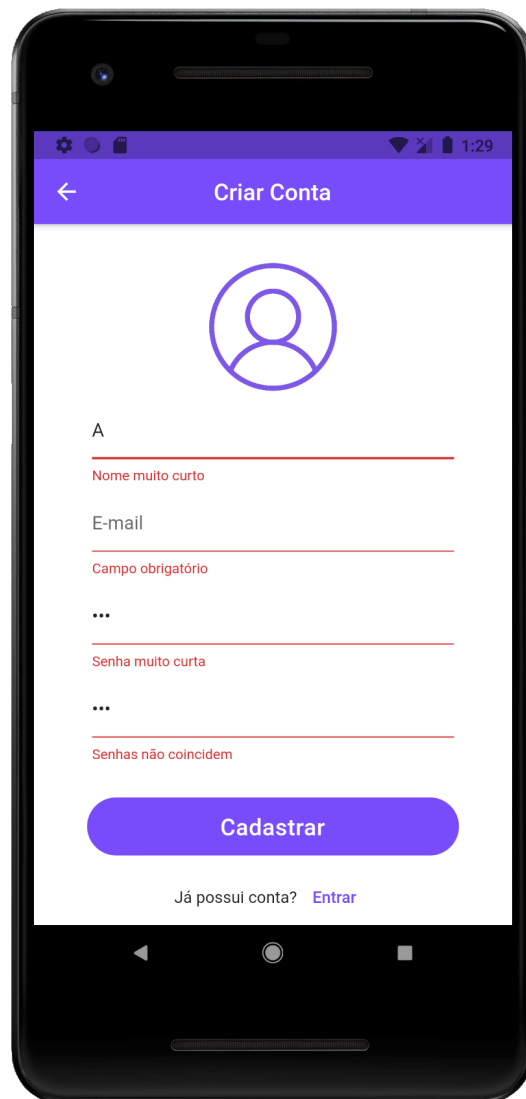 1:29
Criar Conta
A
Nome muito curto
E-mail
Campo obrigatório
•••
Senha muito curta
•••
Senhas não coincidem
Cadastrar
Já possui conta? Entrar